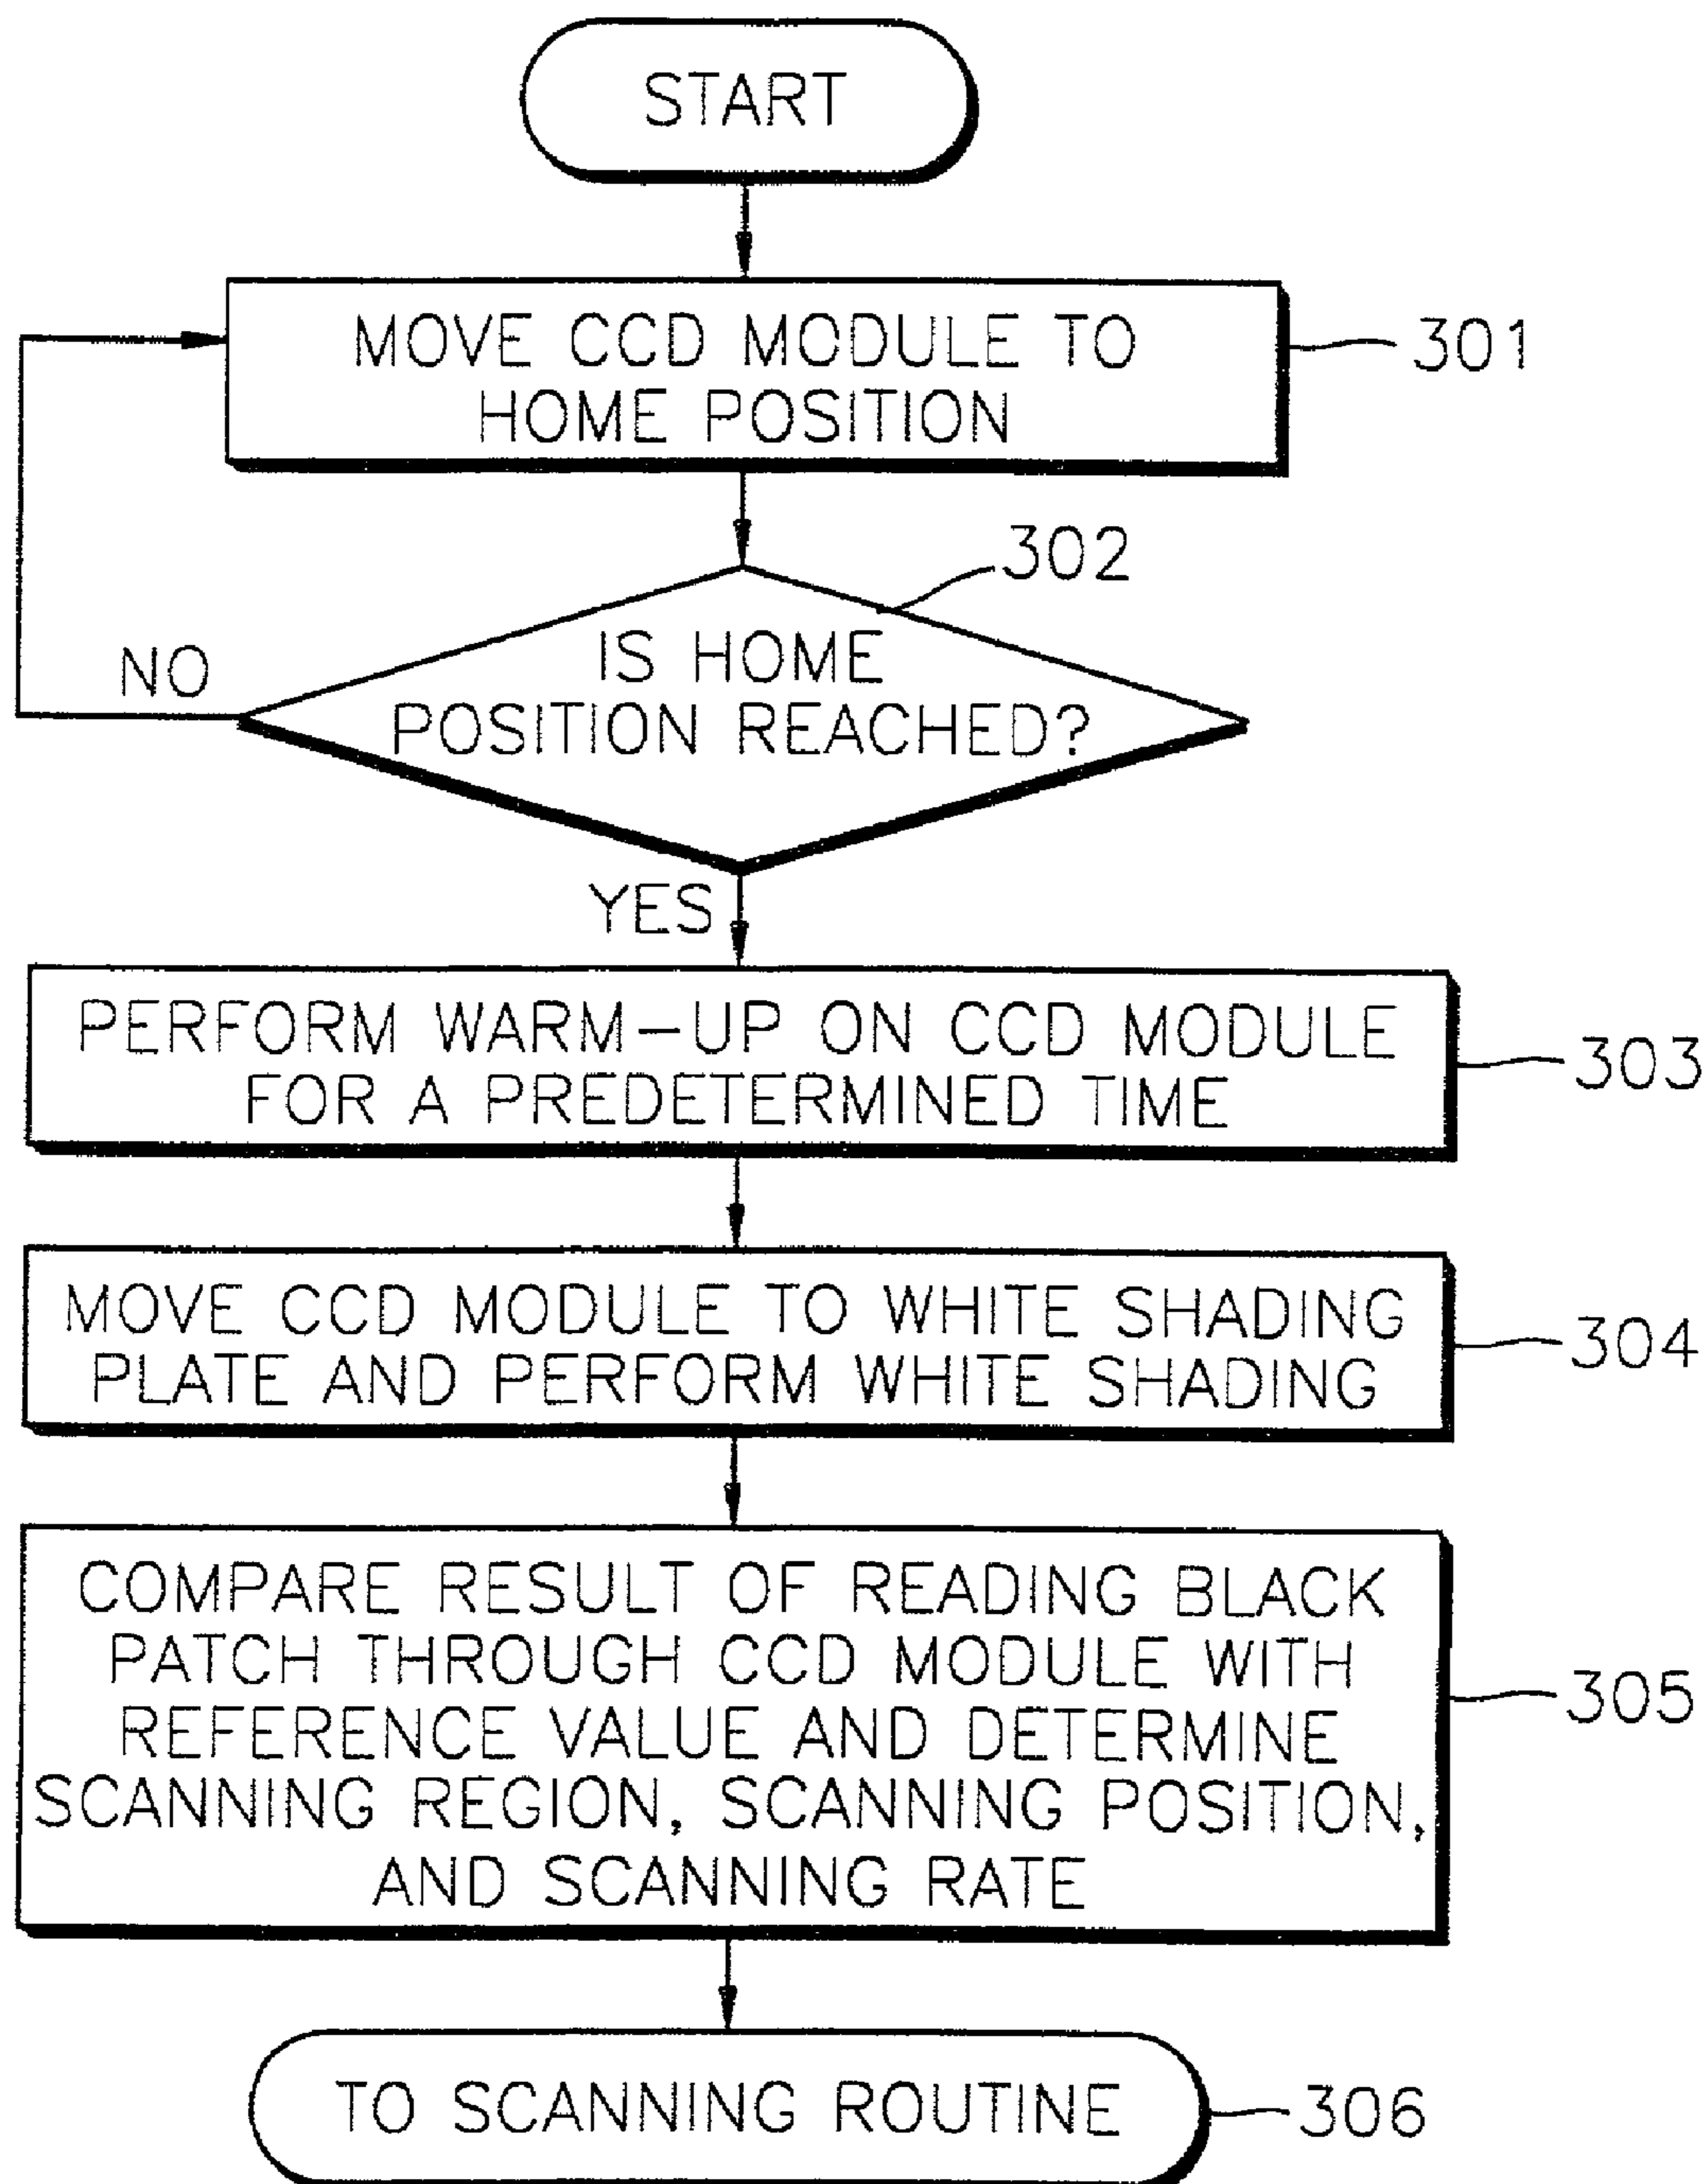 START
MOVE CCD MODULE TO
HOME POSITION
301
302
IS HOME
POSITION REACHED?
NO
YES
PERFORM WARM-UP ON CCD MODULE
FOR A PREDETERMINED TIME
303
MOVE CCD MODULE TO WHITE SHADING
PLATE AND PERFORM WHITE SHADING
304
COMPARE RESULT OF READING BLACK
PATCH THROUGH CCD MODULE WITH
REFERENCE VALUE AND DETERMINE
SCANNING REGION, SCANNING POSITION,
AND SCANNING RATE
305
TO SCANNING ROUTINE
306